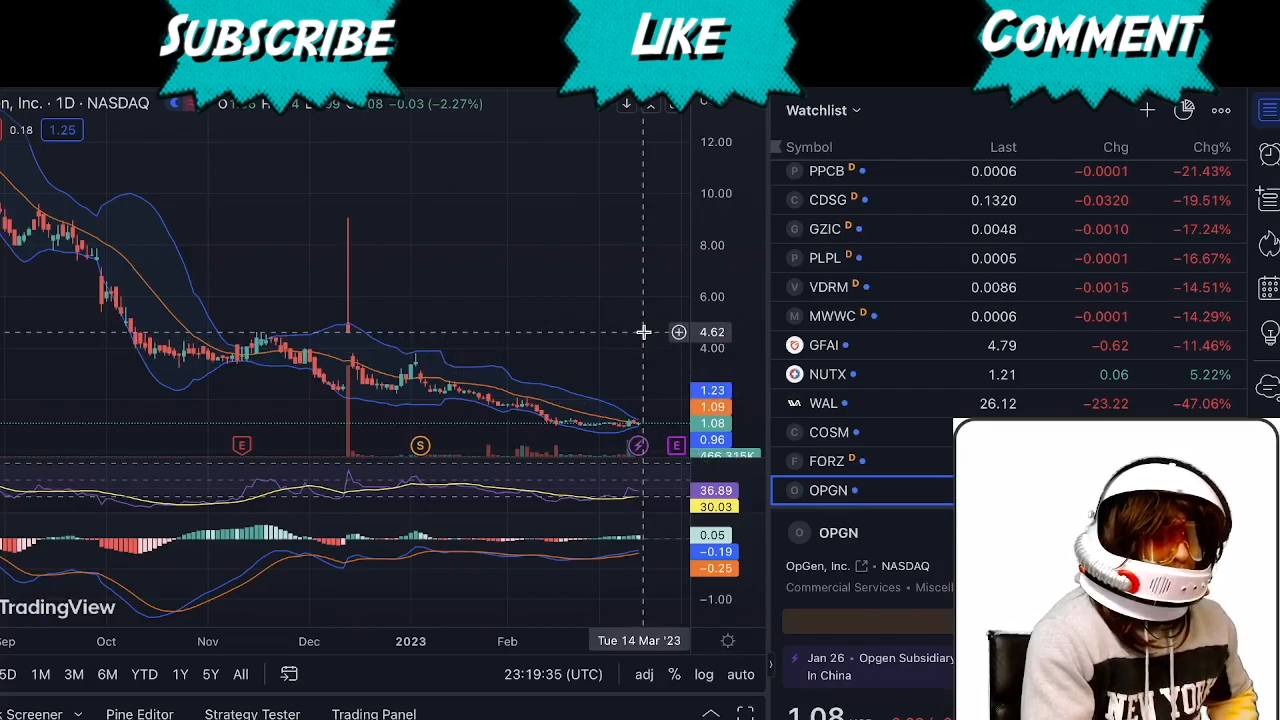 SUBSCRIBE
LIKE
COMMENT
en, Inc. · 1D · NASDAQ
−0.03 (−2.27%)
0.18
1.25
12.00
10.00
8.00
6.00
4.62
4.00
1.23
1.09
1.08
0.96
466.315K
E
S
E
36.89
30.03
0.05
−0.19
−0.25
−1.00
TradingView
Sep
Oct
Nov
Dec
2023
Feb
Tue 14 Mar '23
5D
1M
3M
6M
YTD
1Y
5Y
All
23:19:35 (UTC)
adj
%
log
auto
Screener
Pine Editor
Strategy Tester
Trading Panel
Watchlist
Symbol Last Chg Chg%
P PPCB D 0.0006 −0.0001 −21.43%
C CDSG D 0.1320 −0.0320 −19.51%
G GZIC D 0.0048 −0.0010 −17.24%
P PLPL D 0.0005 −0.0001 −16.67%
V VDRM D 0.0086 −0.0015 −14.51%
M MWWC D 0.0086 −0.0006 −14.29%
GFAI 4.79 −0.62 −11.46%
NUTX 1.21 0.06 5.22%
WAL 26.12 −23.22 −47.06%
C COSM
F FORZ D
O OPGN
O OPGN
OpGen, Inc. · NASDAQ
Commercial Services · Miscell
Jan 26 · Opgen Subsidiary
In China
1.08
NEW YORK